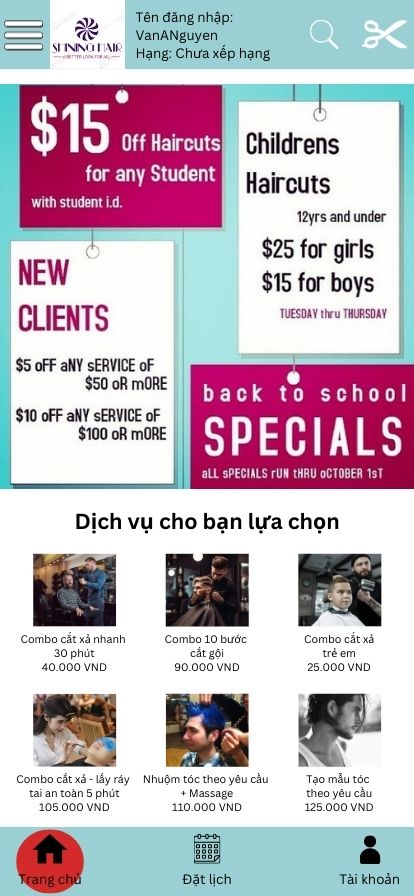 SHINING HAIR
A BETTER LOOK FOR ALL
Tên đăng nhập:
VanANguyen
Hạng: Chưa xếp hạng
$15 Off Haircuts
for any Student
with student i.d.
Childrens
Haircuts
12yrs and under
$25 for girls
$15 for boys
TUESDAY thru THURSDAY
NEW
CLIENTS
$5 oFF aNY sERVICE oF
$50 oR mORE
$10 oFF aNY sERVICE oF
$100 oR mORE
back to school
SPECIALS
aLL sPECIALS rUN tHRU oCTOBER 1sT
Dịch vụ cho bạn lựa chọn
Combo cắt xả nhanh
30 phút
40.000 VND
Combo 10 bước
cắt gội
90.000 VND
Combo cắt xả
trẻ em
25.000 VND
Combo cắt xả - lấy ráy
tai an toàn 5 phút
105.000 VND
Nhuộm tóc theo yêu cầu
+ Massage
110.000 VND
Tạo mẫu tóc
theo yêu cầu
125.000 VND
Trang chủ
Đặt lịch
Tài khoản